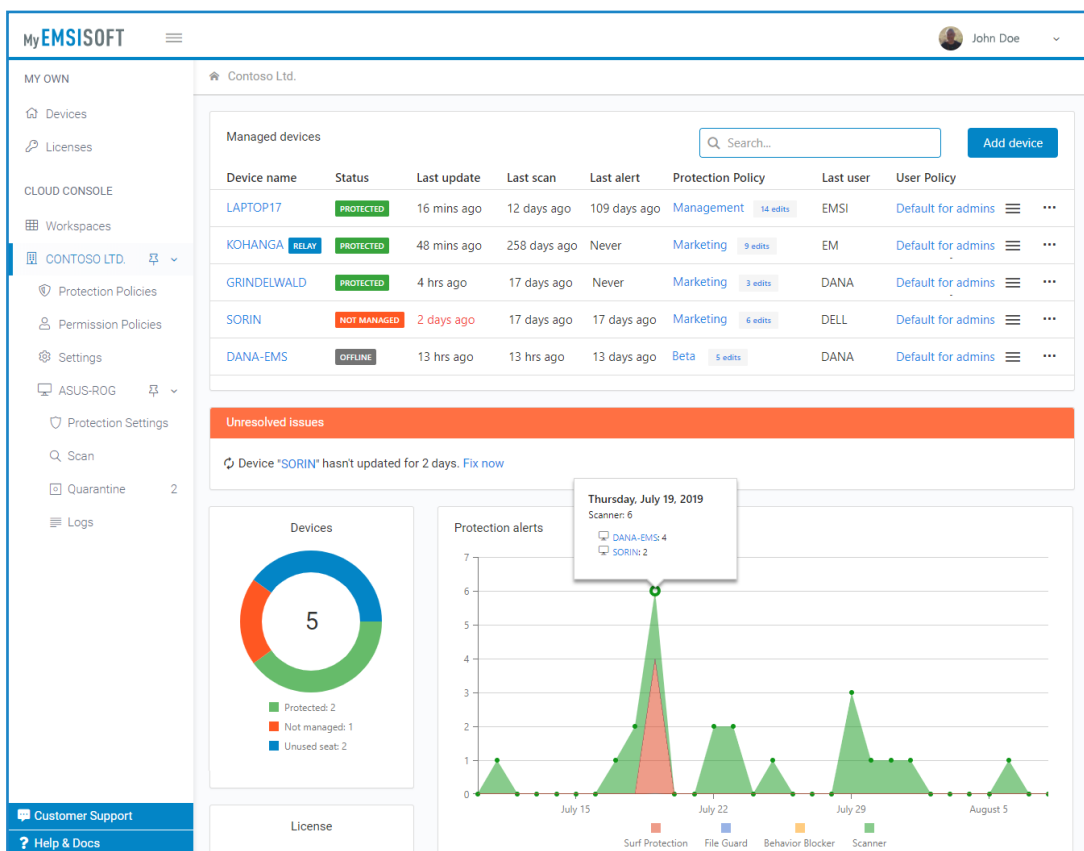 My EMSISOFT
John Doe
MY OWN
Devices
Licenses
CLOUD CONSOLE
Workspaces
CONTOSO LTD.
Protection Policies
Permission Policies
Settings
ASUS-ROG
Protection Settings
Scan
Quarantine 2
Logs
Customer Support
? Help & Docs
Contoso Ltd.
Managed devices
Search...
Add device
Device name Status Last update Last scan Last alert Protection Policy Last user User Policy
LAPTOP17 PROTECTED 16 mins ago 12 days ago 109 days ago Management 14 edits EMSI Default for admins
KOHANGA RELAY PROTECTED 48 mins ago 258 days ago Never Marketing 9 edits EM Default for admins
GRINDELWALD PROTECTED 4 hrs ago 17 days ago Never Marketing 3 edits DANA Default for admins
SORIN NOT MANAGED 2 days ago 17 days ago 17 days ago Marketing 6 edits DELL Default for admins
DANA-EMS OFFLINE 13 hrs ago 13 hrs ago 13 days ago Beta 5 edits DANA Default for admins
Unresolved issues
Device "SORIN" hasn't updated for 2 days. Fix now
Devices
5
Protected: 2
Not managed: 1
Unused seat: 2
License
Protection alerts
Thursday, July 19, 2019
Scanner: 6
DANA-EMS: 4
SORIN: 2
7
6
5
4
3
2
1
0
July 15 July 22 July 29 August 5
Surf Protection File Guard Behavior Blocker Scanner